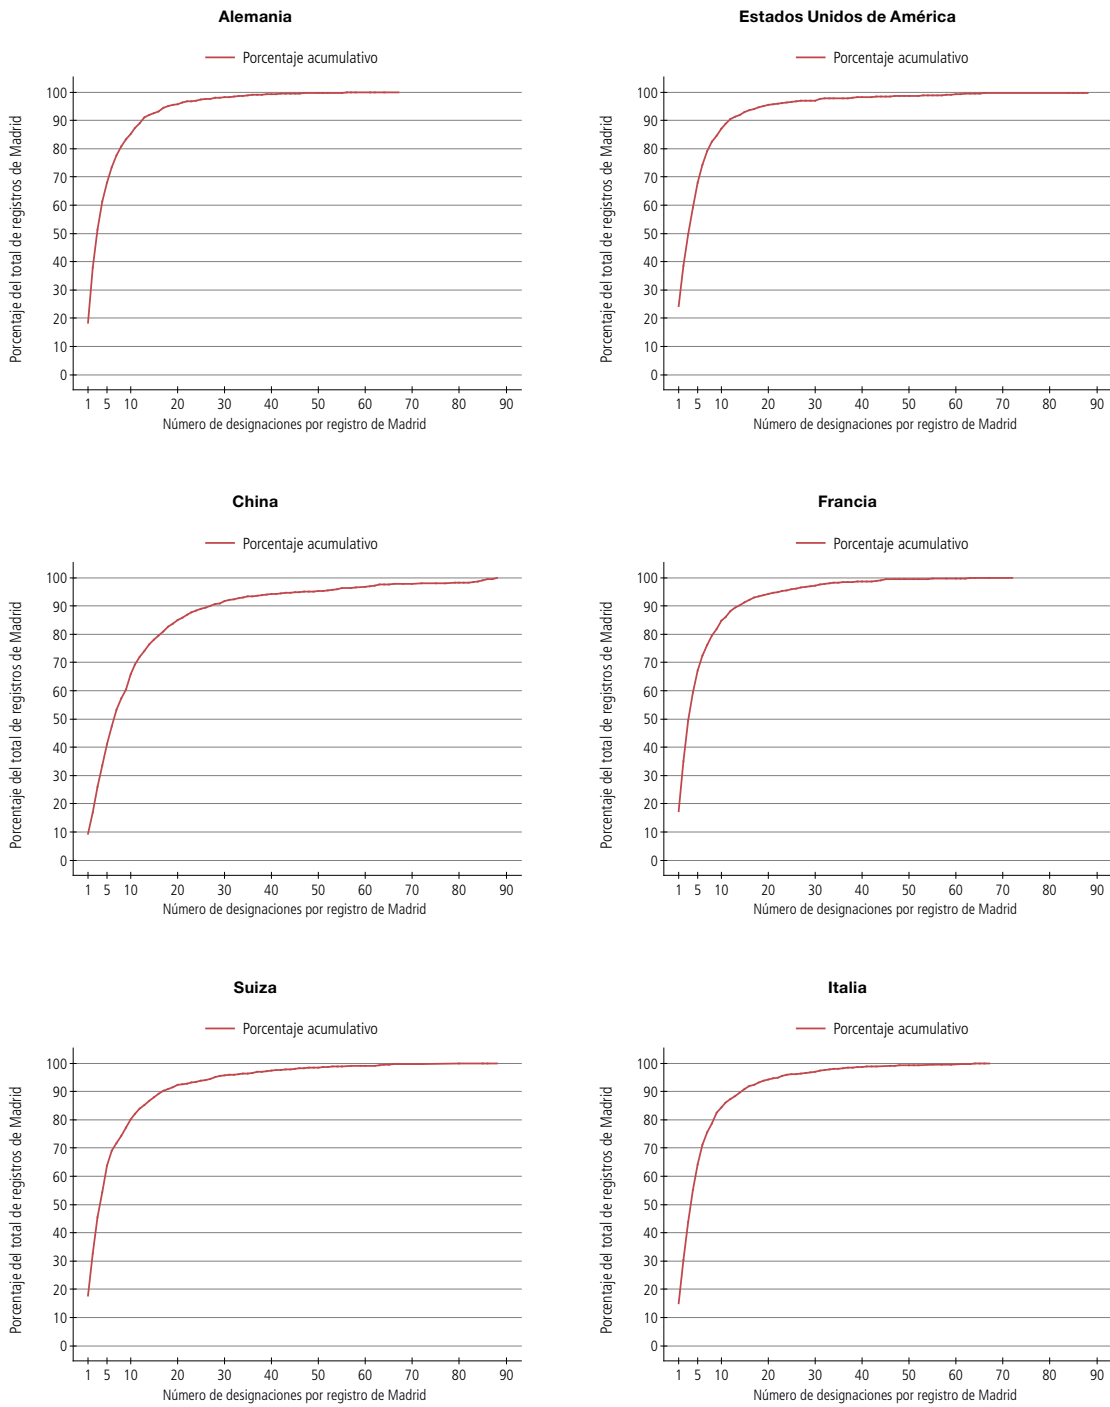 Alemania
Porcentaje acumulativo
Porcentaje del total de registros de Madrid
100
90
80
70
60
50
40
30
20
10
0
1 5 10 20 30 40 50 60 70 80 90
Número de designaciones por registro de Madrid
Estados Unidos de América
Porcentaje acumulativo
Porcentaje del total de registros de Madrid
100
90
80
70
60
50
40
30
20
10
0
1 5 10 20 30 40 50 60 70 80 90
Número de designaciones por registro de Madrid
China
Porcentaje acumulativo
Porcentaje del total de registros de Madrid
100
90
80
70
60
50
40
30
20
10
0
1 5 10 20 30 40 50 60 70 80 90
Número de designaciones por registro de Madrid
Francia
Porcentaje acumulativo
Porcentaje del total de registros de Madrid
100
90
80
70
60
50
40
30
20
10
0
1 5 10 20 30 40 50 60 70 80 90
Número de designaciones por registro de Madrid
Suiza
Porcentaje acumulativo
Porcentaje del total de registros de Madrid
100
90
80
70
60
50
40
30
20
10
0
1 5 10 20 30 40 50 60 70 80 90
Número de designaciones por registro de Madrid
Italia
Porcentaje acumulativo
Porcentaje del total de registros de Madrid
100
90
80
70
60
50
40
30
20
10
0
1 5 10 20 30 40 50 60 70 80 90
Número de designaciones por registro de Madrid